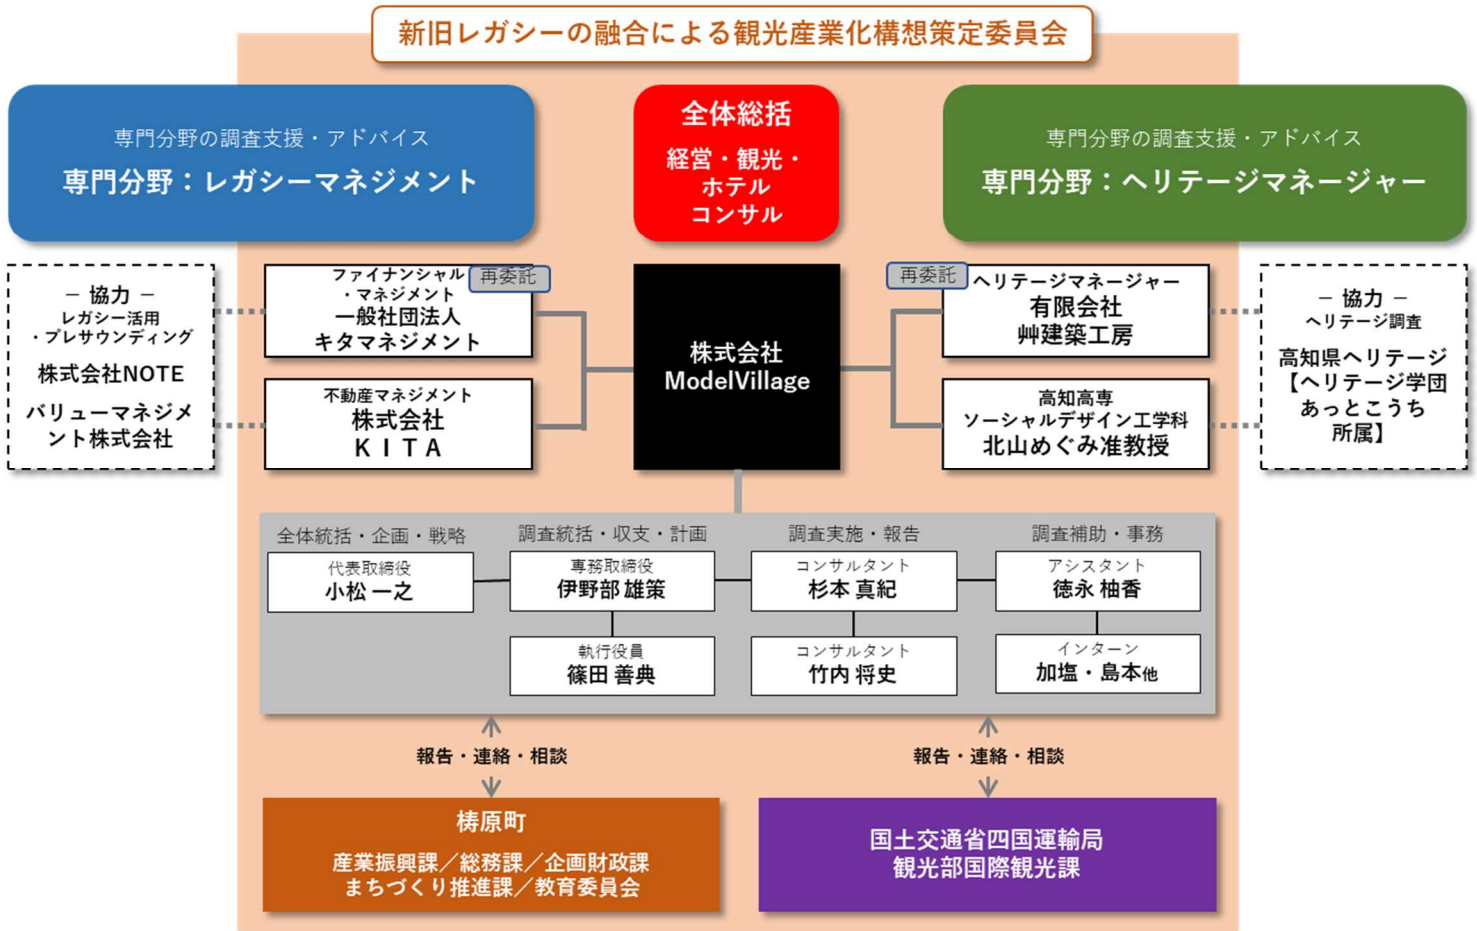 新旧レガシーの融合による観光産業化構想策定委員会
専門分野の調査支援・アドバイス
専門分野：レガシーマネジメント
全体総括
経営・観光・
ホテル
コンサル
専門分野の調査支援・アドバイス
専門分野：ヘリテージマネージャー
－ 協力 －
レガシー活用
・プレサウンディング
株式会社NOTE
バリューマネジメ
ント株式会社
再委託
ファイナンシャル
・マネジメント
一般社団法人
キタマネジメント
不動産マネジメント
株式会社
ＫＩＴＡ
株式会社
ModelVillage
再委託
ヘリテージマネージャー
有限会社
艸建築工房
高知高専
ソーシャルデザイン工学科
北山めぐみ准教授
－ 協力 －
ヘリテージ調査
高知県ヘリテージ
【ヘリテージ学団
あっとこうち
所属】
全体統括・企画・戦略
代表取締役
小松 一之
調査統括・収支・計画
専務取締役
伊野部 雄策
執行役員
篠田 善典
調査実施・報告
コンサルタント
杉本 真紀
コンサルタント
竹内 将史
調査補助・事務
アシスタント
徳永 柚香
インターン
加塩・島本他
報告・連絡・相談
報告・連絡・相談
梼原町
産業振興課／総務課／企画財政課
まちづくり推進課／教育委員会
国土交通省四国運輸局
観光部国際観光課